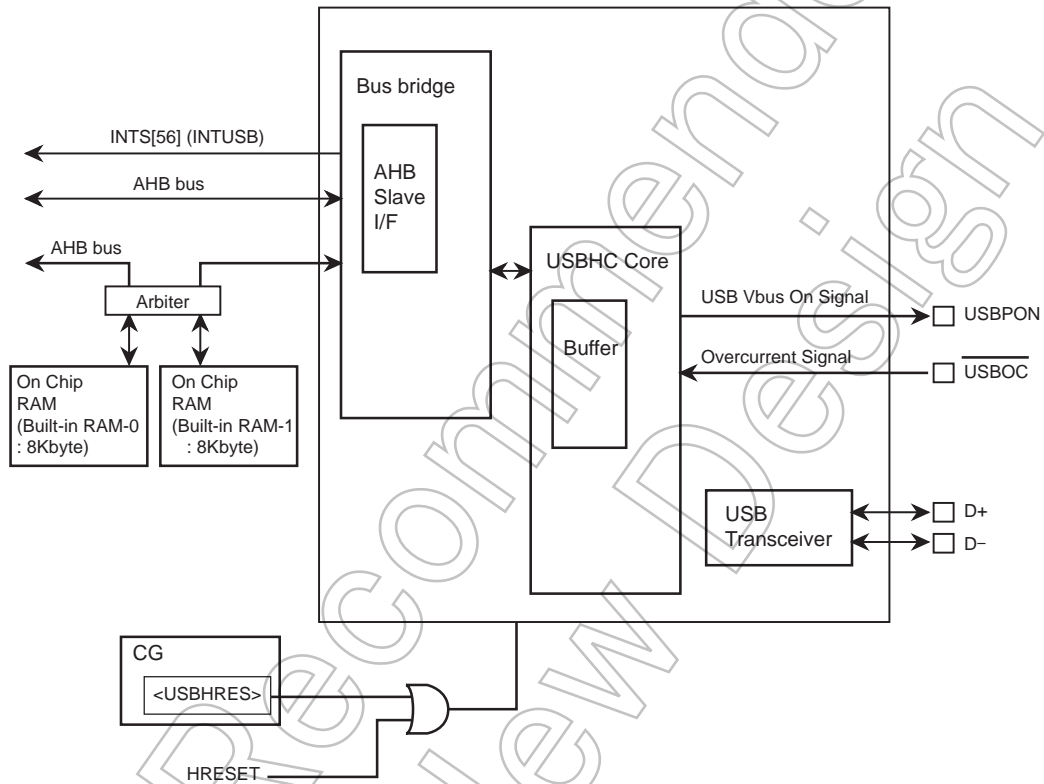 Bus bridge
INTS[56] (INTUSB)
AHB
Slave
I/F
AHB bus
AHB bus
Arbiter
On Chip
RAM
(Built-in RAM-0
: 8Kbyte)
On Chip
RAM
(Built-in RAM-1
: 8Kbyte)
USBHC Core
Buffer
USB Vbus On Signal
USBPON
Overcurrent Signal
USBOC
USB
Transceiver
D+
D−
CG
<USBHRES>
HRESET
Recommende
New Design